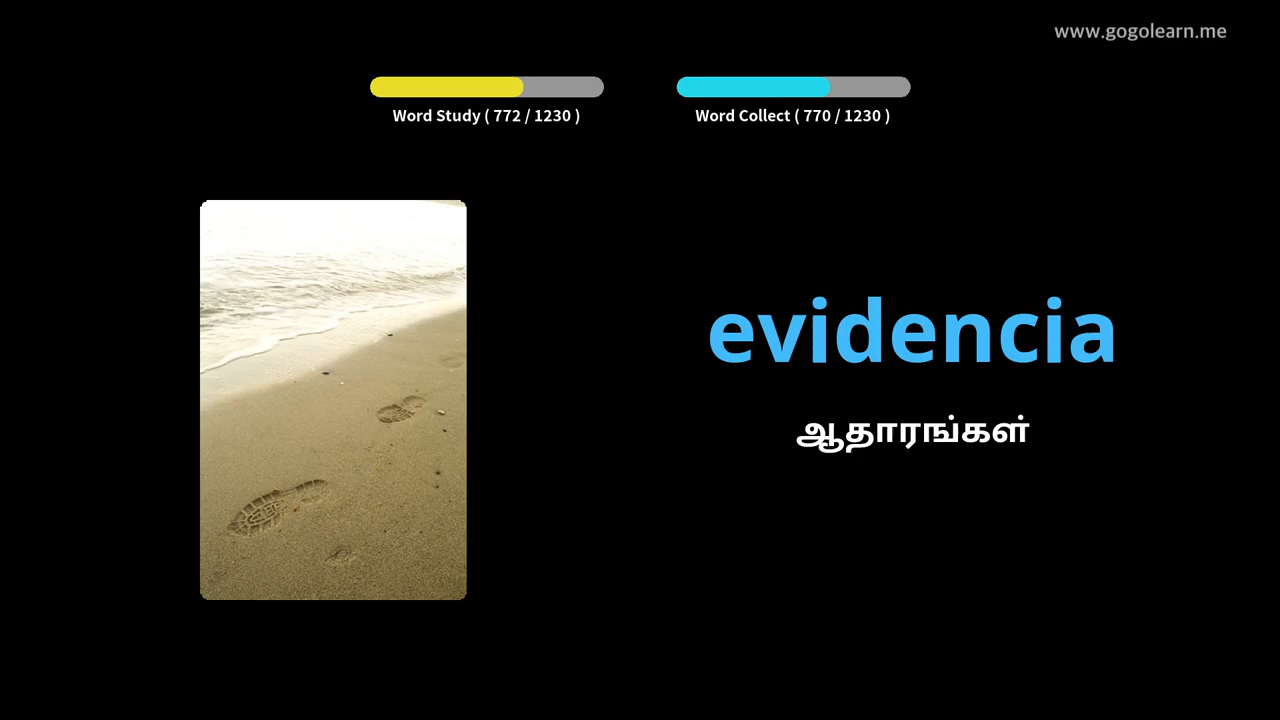 www.gogolearn.me
Word Study ( 772 / 1230 )
Word Collect ( 770 / 1230 )
evidencia
ஆதாரங்கள்